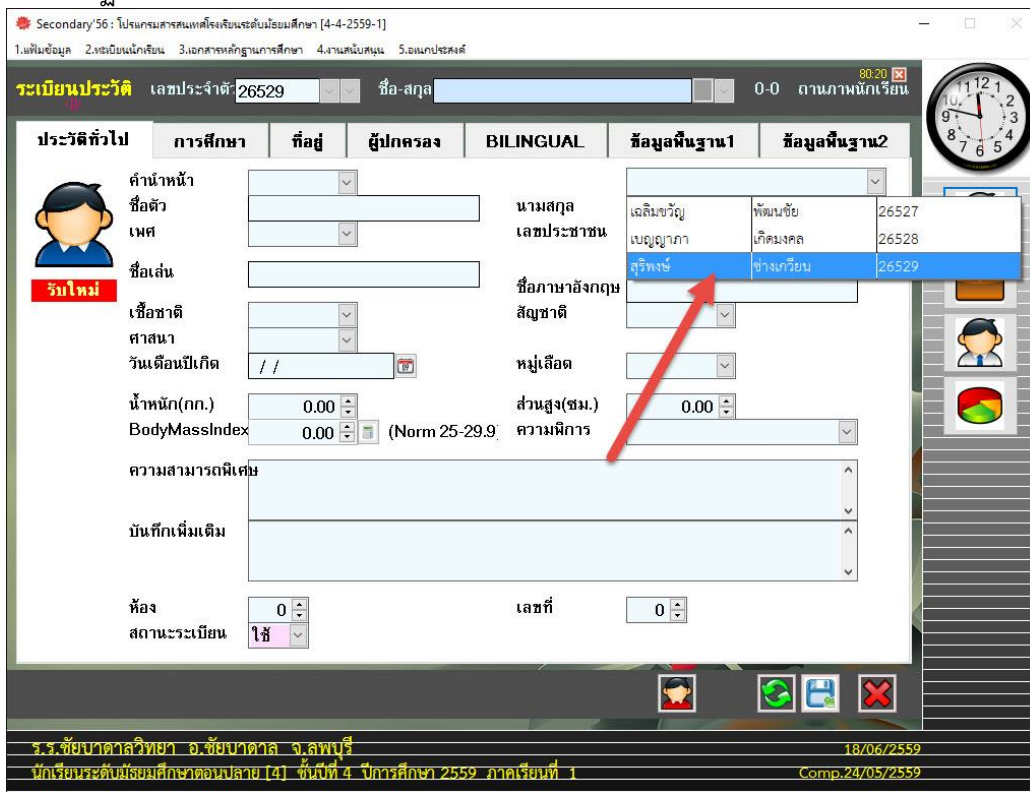 Secondary'56 : โปรแกรมสารสนเทศโรงเรียนระดับมัธยมศึกษา [4-4-2559-1]
1.แฟ้มข้อมูล 2.ทะเบียนนักเรียน 3.เอกสารหลักฐานการศึกษา 4.งานสนับสนุน 5.อเนกประสงค์
80:20
ระเบียนประวัติ เลขประจำตัว 26529 ชื่อ-สกุล 0-0 ถานภาพนักเรียน
ประวัติทั่วไป การศึกษา ที่อยู่ ผู้ปกครอง BILINGUAL ข้อมูลพื้นฐาน1 ข้อมูลพื้นฐาน2
คำนำหน้า
ชื่อตัว นามสกุล
เฉลิมขวัญ พัฒนชัย 26527
เพศ เลขประชาชน
เบญญาภา เกิดมงคล 26528
สุริพงษ์ ช่างเกวียน 26529
ชื่อเล่น ชื่อภาษาอังกฤษ
รับใหม่
เชื้อชาติ สัญชาติ
ศาสนา
วันเดือนปีเกิด / / หมู่เลือด
น้ำหนัก(กก.) 0.00 ส่วนสูง(ซม.) 0.00
BodyMassIndex 0.00 (Norm 25-29.9) ความพิการ
ความสามารถพิเศษ
บันทึกเพิ่มเติม
ห้อง 0 เลขที่ 0
สถานะระเบียน ใช้
ร.ร.ชัยบาดาลวิทยา อ.ชัยบาดาล จ.ลพบุรี 18/06/2559
นักเรียนระดับมัธยมศึกษาตอนปลาย [4] ชั้นปีที่ 4 ปีการศึกษา 2559 ภาคเรียนที่ 1 Comp.24/05/2559
12 1 2 3 4 5 6 7 8 9 10 11